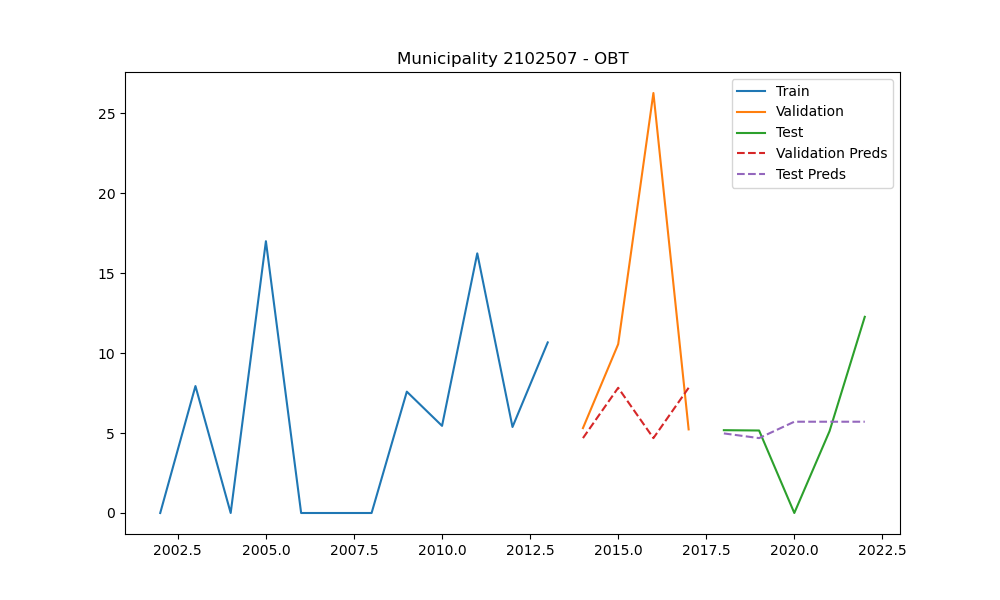 Municipality 2102507 - OBT
Train
Validation
Test
Validation Preds
Test Preds
25
20
15
10
5
0
2002.5 2005.0 2007.5 2010.0 2012.5 2015.0 2017.5 2020.0 2022.5